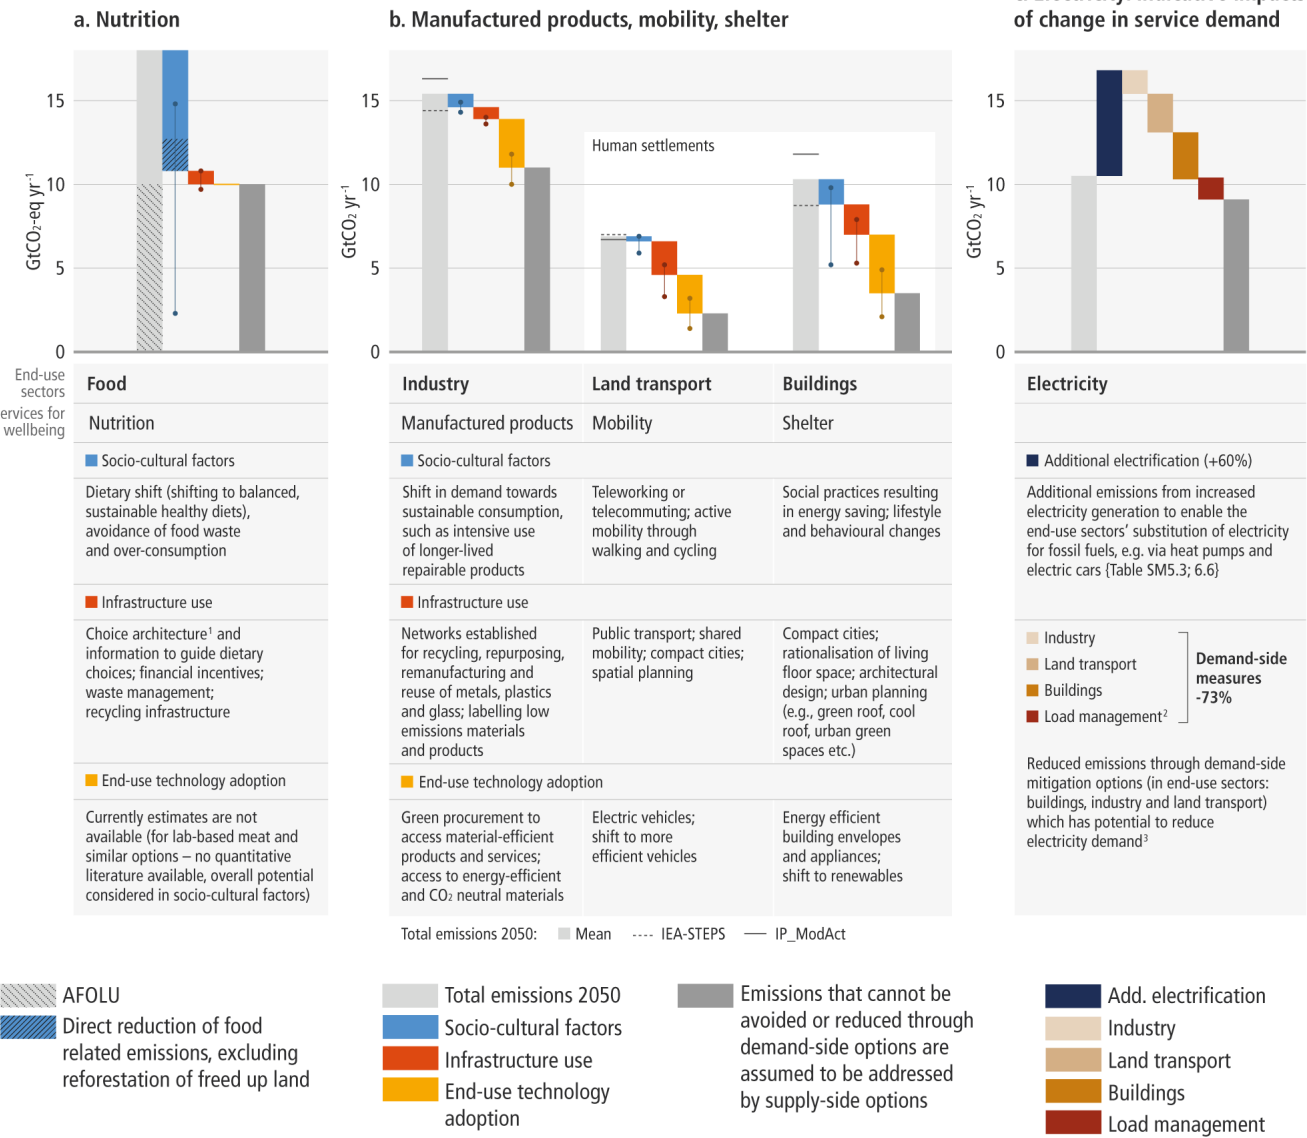 a. Nutrition
b. Manufactured products, mobility, shelter
of change in service demand
GtCO2-eq yr-1
15
10
5
0
GtCO2 yr-1
15
10
5
0
Human settlements
GtCO2 yr-1
15
10
5
0
End-use
sectors
Food
Industry
Land transport
Buildings
Electricity
for
wellbeing
Nutrition
Manufactured products
Mobility
Shelter
Socio-cultural factors
Dietary shift (shifting to balanced,
sustainable healthy diets),
avoidance of food waste
and over-consumption
Infrastructure use
Choice architecture1 and
information to guide dietary
choices; financial incentives;
waste management;
recycling infrastructure
End-use technology adoption
Currently estimates are not
available (for lab-based meat and
similar options – no quantitative
literature available, overall potential
considered in socio-cultural factors)
Socio-cultural factors
Shift in demand towards
sustainable consumption,
such as intensive use
of longer-lived
repairable products
Teleworking or
telecommuting; active
mobility through
walking and cycling
Social practices resulting
in energy saving; lifestyle
and behavioural changes
Infrastructure use
Networks established
for recycling, repurposing,
remanufacturing and
reuse of metals, plastics
and glass; labelling low
emissions materials
and products
Public transport; shared
mobility; compact cities;
spatial planning
Compact cities;
rationalisation of living
floor space; architectural
design; urban planning
(e.g., green roof, cool
roof, urban green
spaces etc.)
End-use technology adoption
Green procurement to
access material-efficient
products and services;
access to energy-efficient
and CO2 neutral materials
Electric vehicles;
shift to more
efficient vehicles
Energy efficient
building envelopes
and appliances;
shift to renewables
Additional electrification (+60%)
Additional emissions from increased
electricity generation to enable the
end-use sectors' substitution of electricity
for fossil fuels, e.g. via heat pumps and
electric cars {Table SM5.3; 6.6}
Industry
Land transport
Buildings
Load management2
Demand-side
measures
-73%
Reduced emissions through demand-side
mitigation options (in end-use sectors:
buildings, industry and land transport)
which has potential to reduce
electricity demand3
Total emissions 2050:
Mean
IEA-STEPS
IP_ModAct
AFOLU
Direct reduction of food
related emissions, excluding
reforestation of freed up land
Total emissions 2050
Socio-cultural factors
Infrastructure use
End-use technology
adoption
Emissions that cannot be
avoided or reduced through
demand-side options are
assumed to be addressed
by supply-side options
Add. electrification
Industry
Land transport
Buildings
Load management